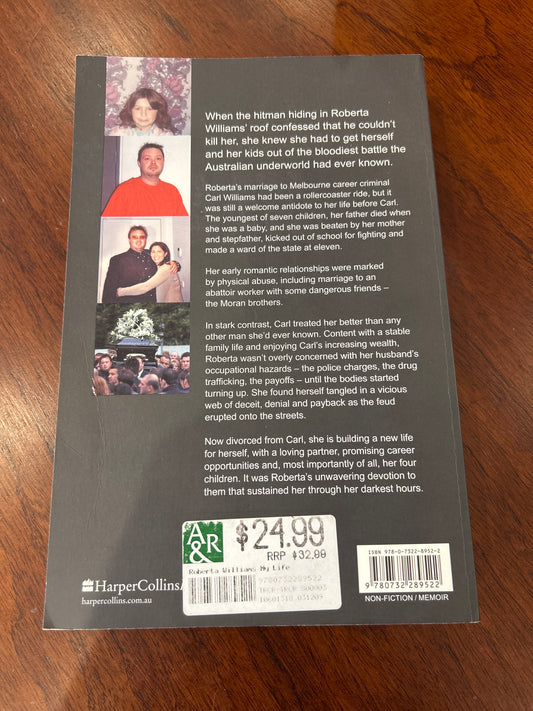 When the hitman hiding in Roberta
Williams' roof confessed that he couldn't
kill her, she knew she had to get herself
and her kids out of the bloodiest battle the
Australian underworld had ever known.
Roberta's marriage to Melbourne career criminal
Carl Williams had been a rollercoaster ride, but it
was still a welcome antidote to her life before Carl.
The youngest of seven children, her father died when
she was a baby, and she was beaten by her mother
and stepfather, kicked out of school for fighting and
made a ward of the state at eleven.
Her early romantic relationships were marked
by physical abuse, including marriage to an
abattoir worker with some dangerous friends –
the Moran brothers.
In stark contrast, Carl treated her better than any
other man she'd ever known. Content with a stable
family life and enjoying Carl's increasing wealth,
Roberta wasn't overly concerned with her husband's
occupational hazards – the police charges, the drug
trafficking, the payoffs – until the bodies started
turning up. She found herself tangled in a vicious
web of deceit, denial and payback as the feud
erupted onto the streets.
Now divorced from Carl, she is building a new life
for herself, with a loving partner, promising career
opportunities and, most importantly of all, her four
children. It was Roberta's unwavering devotion to
them that sustained her through her darkest hours.
A&R
$24.99
RRP $32.99
Roberta Williams My Life
9780732289522
HarperCollins
harpercollins.com.au
ISBN 978-0-7322-8952-2
9 780732 289522
NON-FICTION / MEMOIR